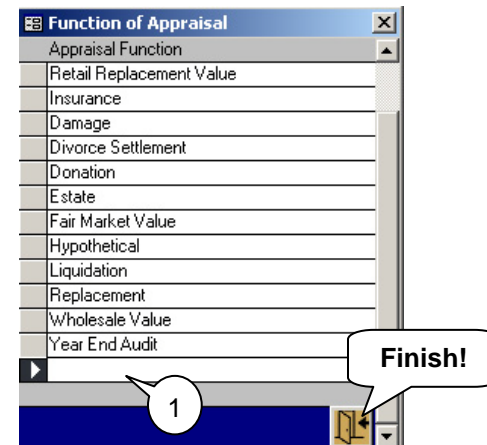 Function of Appraisal
Appraisal Function
Retail Replacement Value
Insurance
Damage
Divorce Settlement
Donation
Estate
Fair Market Value
Hypothetical
Liquidation
Replacement
Wholesale Value
Year End Audit
Finish!
1